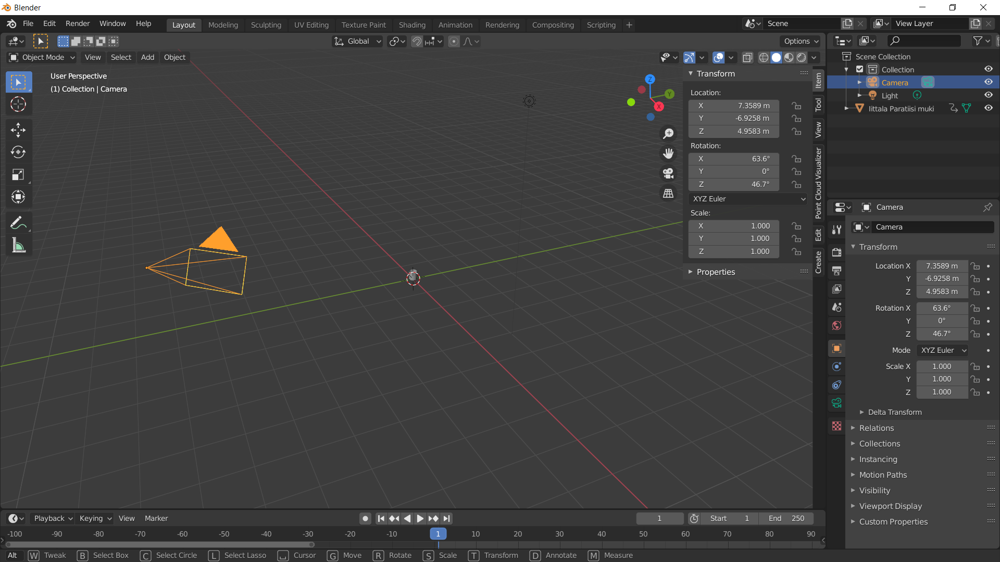 Blender
File Edit Render Window Help Layout Modeling Sculpting UV Editing Texture Paint Shading Animation Rendering Compositing Scripting + Scene View Layer
Global Options
Object Mode View Select Add Object
User Perspective
(1) Collection | Camera
Z
Y
X
Transform
Location:
X 7.3589 m
Y -6.9258 m
Z 4.9583 m
Rotation:
X 63.6°
Y 0°
Z 46.7°
XYZ Euler
Scale:
X 1.000
Y 1.000
Z 1.000
Properties
Item
Tool
View
Point Cloud Visualizer
Edit
Create
Scene Collection
Collection
Camera
Light
Iittala Paratiisi muki
Camera
Camera
Transform
Location X 7.3589 m
Y -6.9258 m
Z 4.9583 m
Rotation X 63.6°
Y 0°
Z 46.7°
Mode XYZ Euler
Scale X 1.000
Y 1.000
Z 1.000
Delta Transform
Relations
Collections
Instancing
Motion Paths
Visibility
Viewport Display
Custom Properties
Playback Keying View Marker 1 Start 1 End 250
-100 -90 -80 -70 -60 -50 -40 -30 -20 -10 1 10 20 30 40 50 60 70 80 90
Alt W Tweak B Select Box C Select Circle L Select Lasso Cursor G Move R Rotate S Scale T Transform D Annotate M Measure